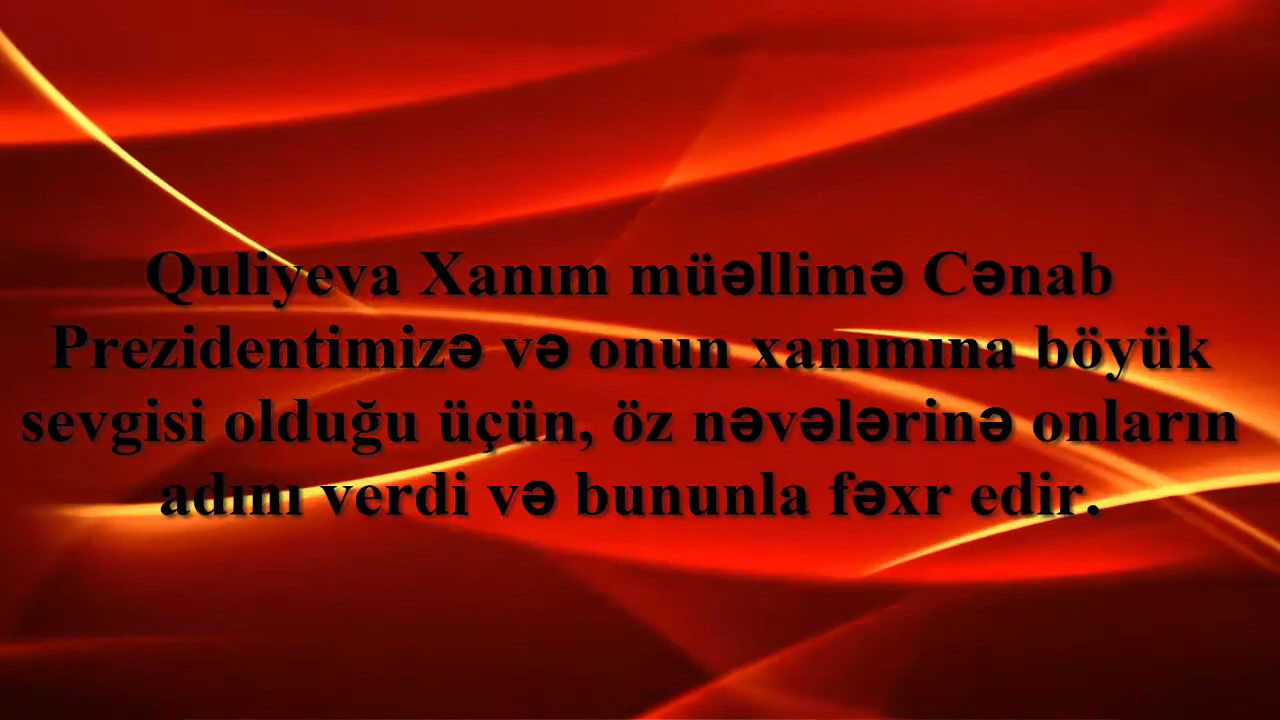 Quliyeva Xanım müəllimə Cənab
Prezidentimizə və onun xanımına böyük
sevgisi olduğu üçün, öz nəvələrinə onların
adını verdi və bununla fəxr edir.